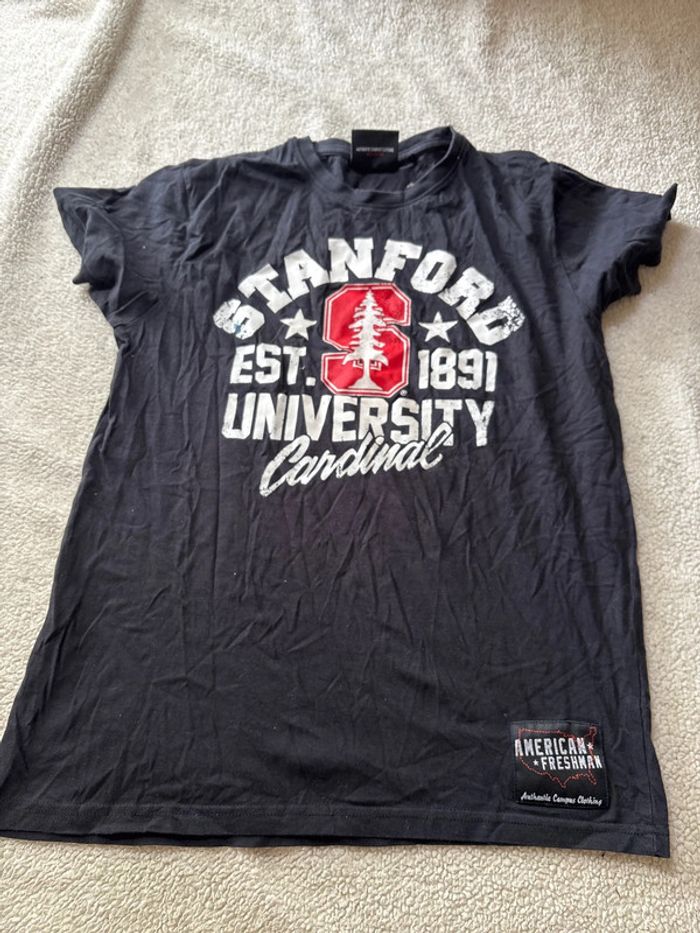 STANFORD
EST. S 1891
UNIVERSITY
Cardinal
AMERICAN
FRESHMAN
Authentic Campus Clothing